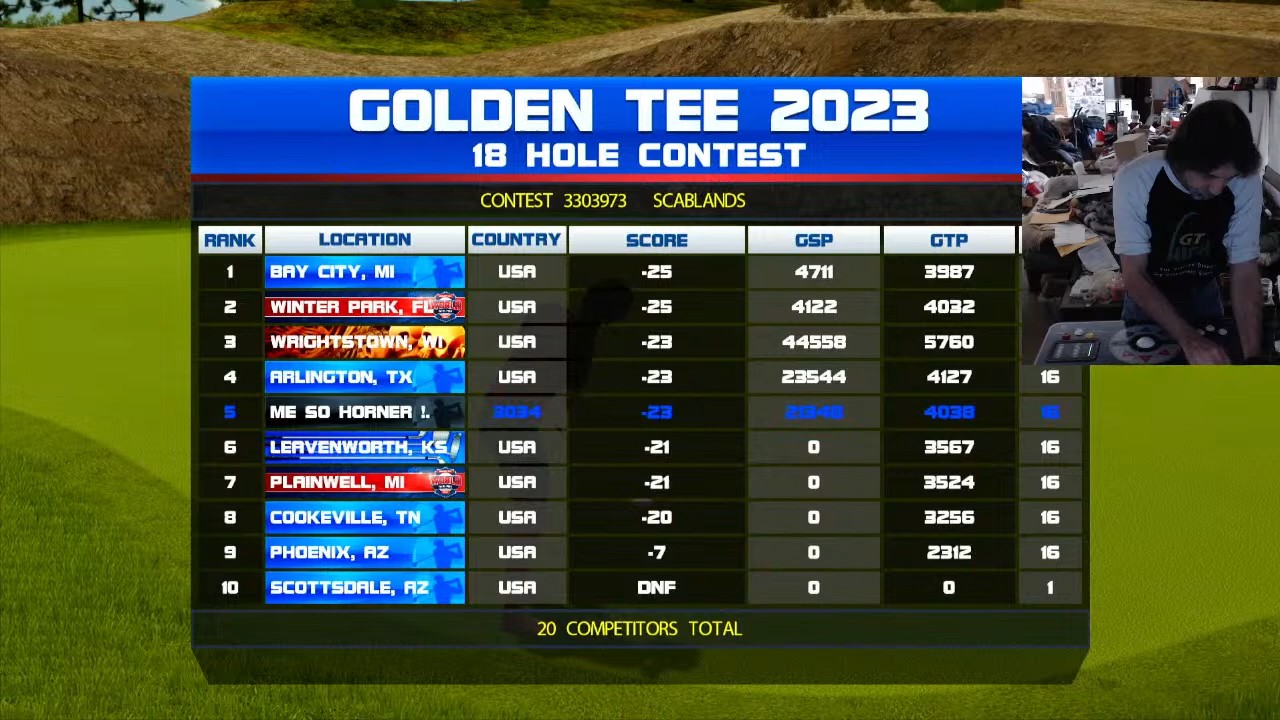 GOLDEN TEE 2023
18 HOLE CONTEST
CONTEST 3303973 SCABLANDS
RANK LOCATION COUNTRY SCORE GSP GTP
1 BAY CITY, MI USA -25 4711 3987
2 WINTER PARK, FL USA -25 4122 4032
3 WRIGHTSTOWN, WI USA -23 44558 5760
4 ARLINGTON, TX USA -23 23544 4127 16
5 ME SO HORNER !. 3034 -23 21348 4038 16
6 LEAVENWORTH, KS USA -21 0 3567 16
7 PLAINWELL, MI USA -21 0 3524 16
8 COOKEVILLE, TN USA -20 0 3256 16
9 PHOENIX, AZ USA -7 0 2312 16
10 SCOTTSDALE, AZ USA DNF 0 0 1
20 COMPETITORS TOTAL
GT